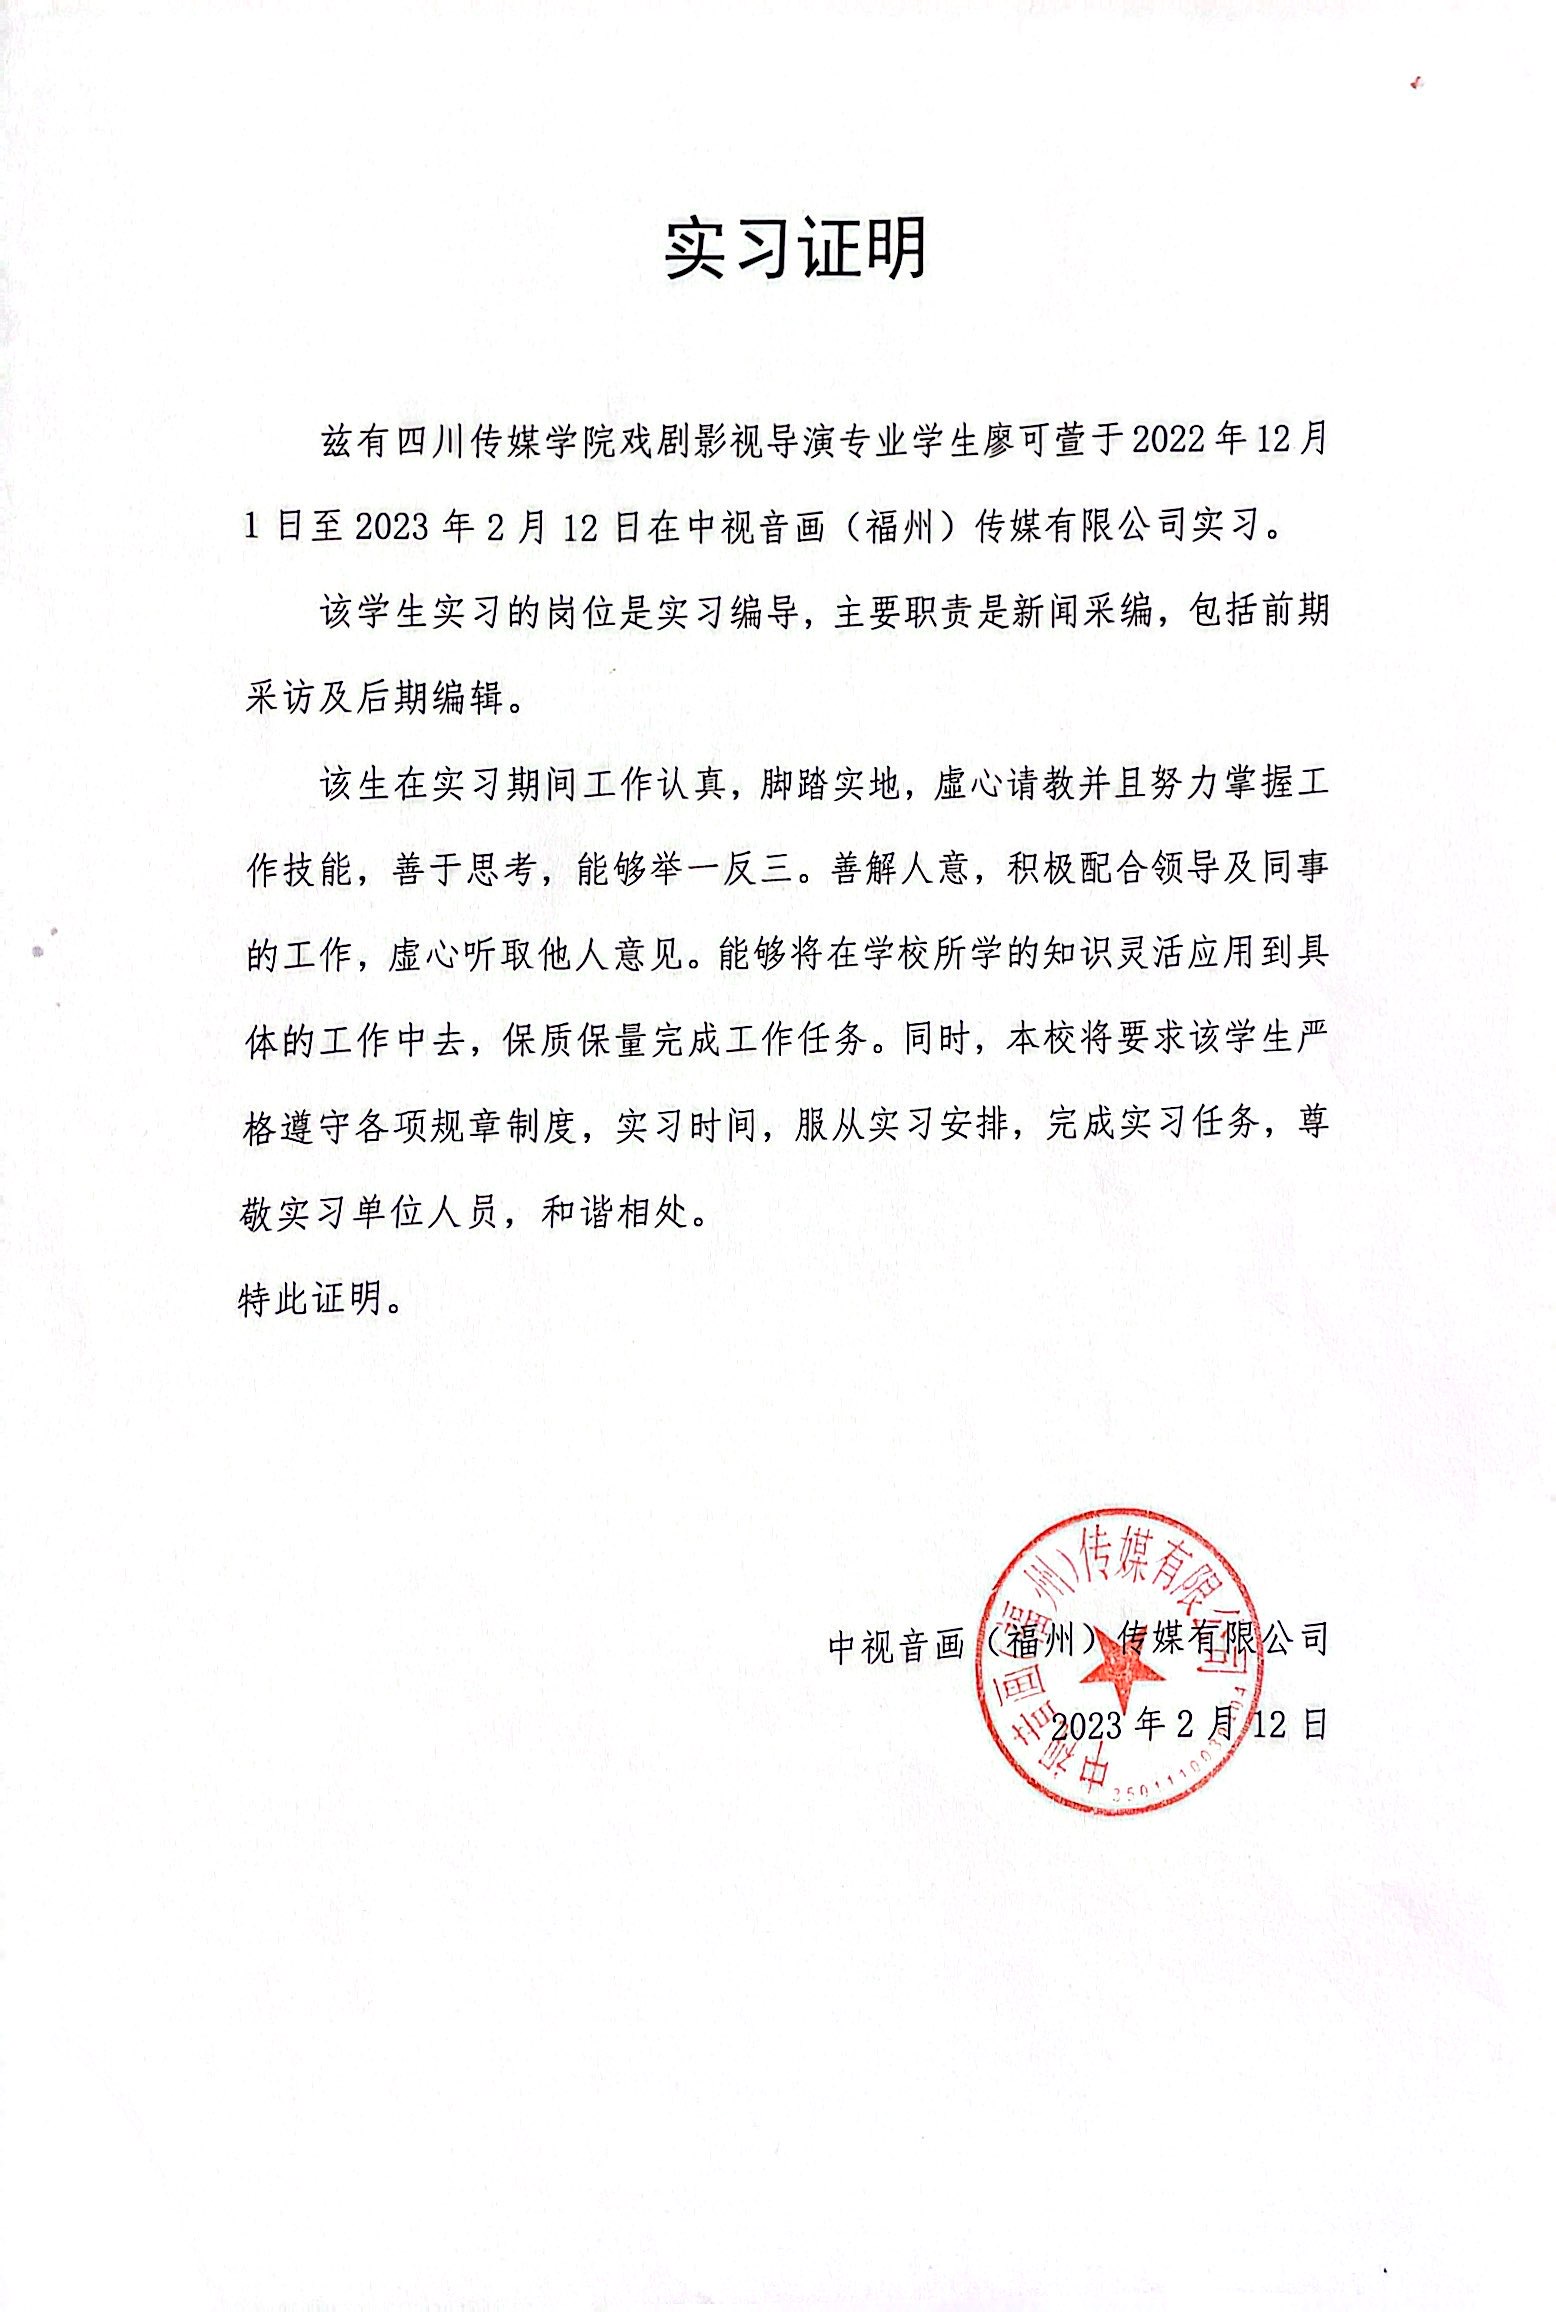 实习证明
兹有四川传媒学院戏剧影视导演专业学生廖可萱于2022年12月
1日至2023年2月12日在中视音画（福州）传媒有限公司实习。
该学生实习的岗位是实习编导，主要职责是新闻采编，包括前期
采访及后期编辑。
该生在实习期间工作认真，脚踏实地，虚心请教并且努力掌握工
作技能，善于思考，能够举一反三。善解人意，积极配合领导及同事
的工作，虚心听取他人意见。能够将在学校所学的知识灵活应用到具
体的工作中去，保质保量完成工作任务。同时，本校将要求该学生严
格遵守各项规章制度，实习时间，服从实习安排，完成实习任务，尊
敬实习单位人员，和谐相处。
特此证明。
中视音画（福州）传媒有限公司
2023年2月12日
中视音画(福州)传媒有限公司